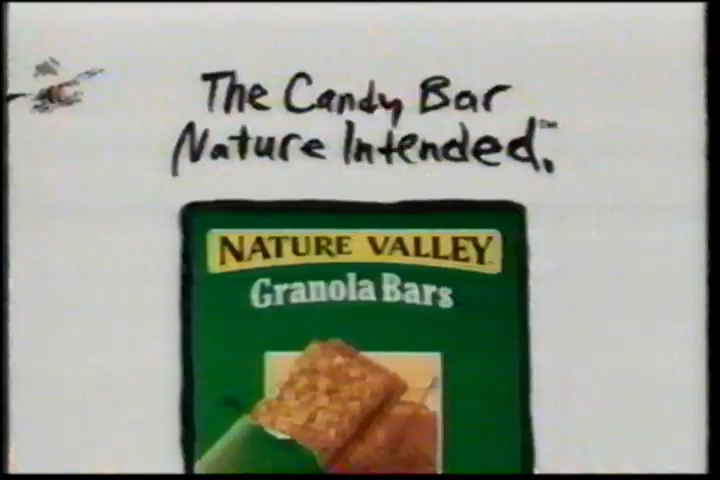 The Candy Bar
Nature Intended.™
NATURE VALLEY
Granola Bars